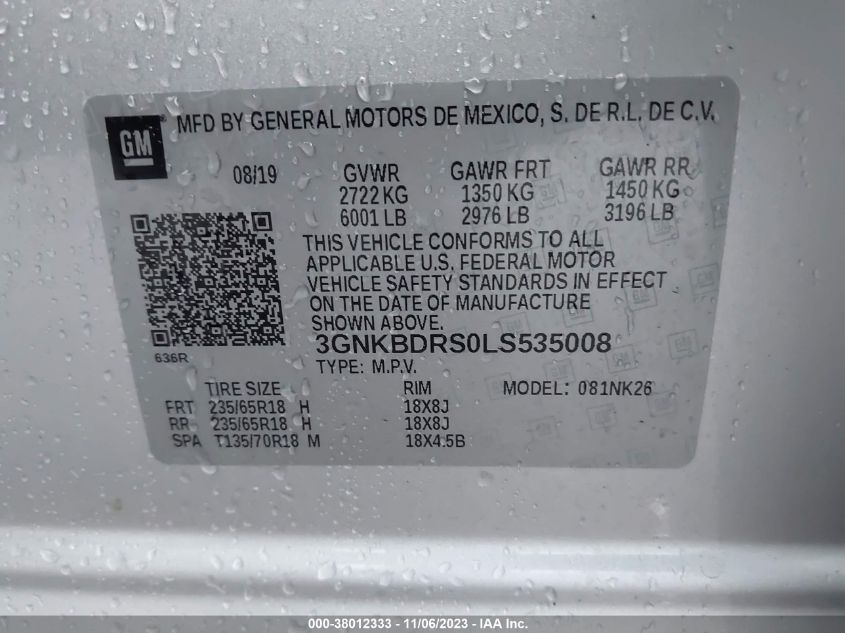 GM ® MFD BY GENERAL MOTORS DE MEXICO, S. DE R.L. DE C.V.
08/19 GVWR GAWR FRT GAWR RR
2722 KG 1350 KG 1450 KG
6001 LB 2976 LB 3196 LB
THIS VEHICLE CONFORMS TO ALL
APPLICABLE U.S. FEDERAL MOTOR
VEHICLE SAFETY STANDARDS IN EFFECT
ON THE DATE OF MANUFACTURE
SHOWN ABOVE.
3GNKBDRS0LS535008
636R
TYPE: M.P.V.
TIRE SIZE RIM MODEL: 081NK26
FRT 235/65R18 H 18X8J
RR 235/65R18 H 18X8J
SPA T135/70R18 M 18X4.5B
000-38012333 - 11/06/2023 - IAA Inc.